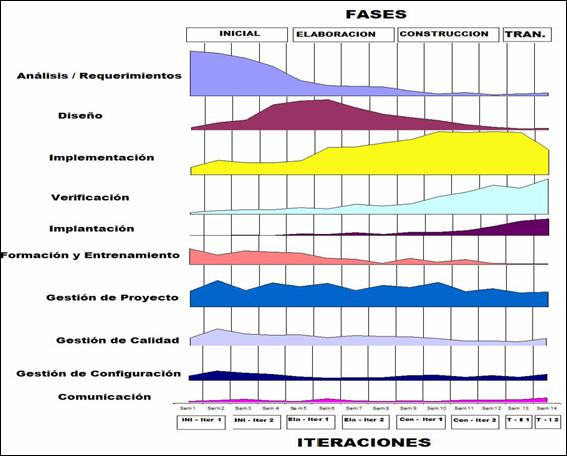 FASES
INICIAL ELABORACION CONSTRUCCION TRAN.
Análisis / Requerimientos
Diseño
Implementación
Verificación
Implantación
Formación y Entrenamiento
Gestión de Proyecto
Gestión de Calidad
Gestión de Configuración
Comunicación
Sem 1 Sem 2 Sem 3 Sem 4 Sem 5 Sem 6 Sem 7 Sem 8 Sem 9 Sem 10 Sem 11 Sem 12 Sem 13 Sem 14
INI - Iter 1 INI - Iter 2 Ela - Iter 1 Ela - Iter 2 Con - Iter 1 Con - Iter 2 T - I 1 T - I 2
ITERACIONES